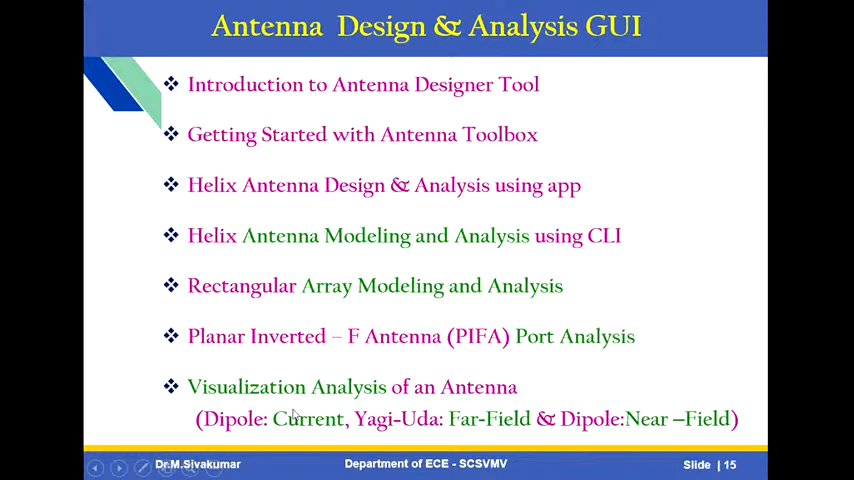 Antenna Design & Analysis GUI
Introduction to Antenna Designer Tool
Getting Started with Antenna Toolbox
Helix Antenna Design & Analysis using app
Helix Antenna Modeling and Analysis using CLI
Rectangular Array Modeling and Analysis
Planar Inverted – F Antenna (PIFA) Port Analysis
Visualization Analysis of an Antenna
(Dipole: Current, Yagi-Uda: Far-Field & Dipole:Near –Field)
Dr.M.Sivakumar Department of ECE - SCSVMV Slide | 15